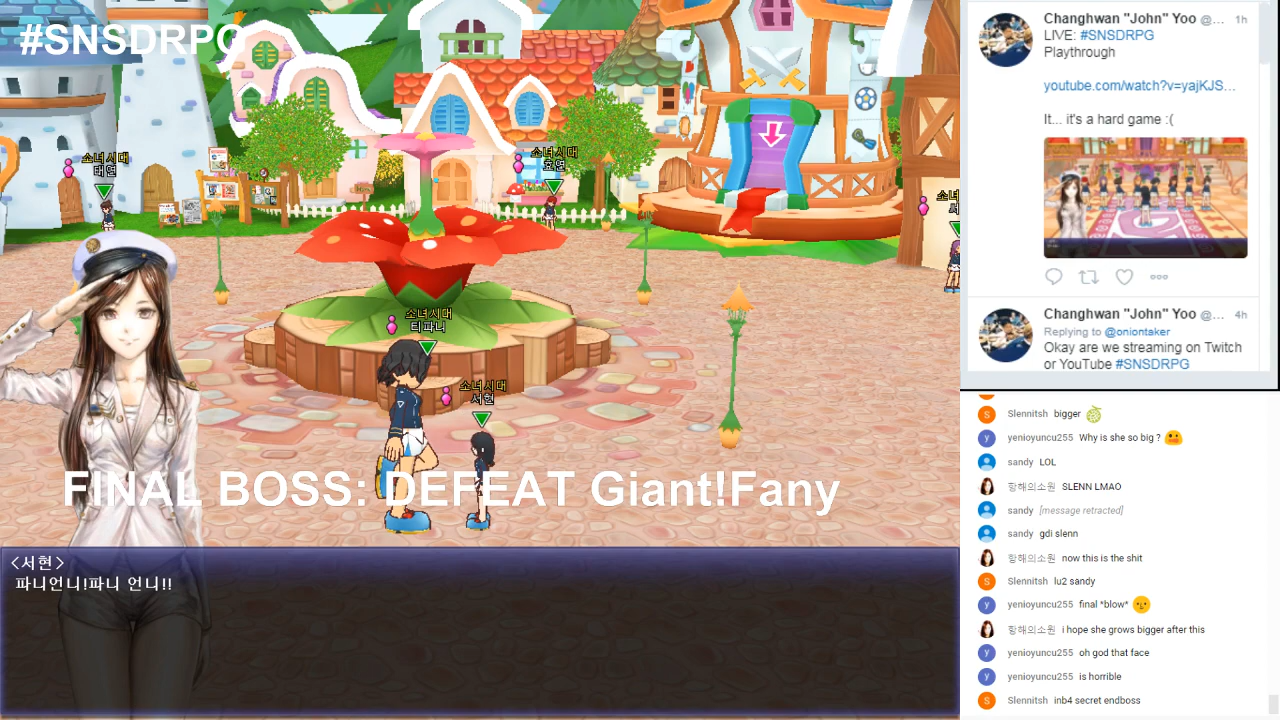 #SNSDRPG
소녀시대
태연
소녀시대
효연
소녀
서
소녀시대
티파니
소녀시대
서현
FINAL BOSS: DEFEAT Giant!Fany
<서현>
파니언니!파니 언니!!
Changhwan "John" Yoo @... 1h
LIVE: #SNSDRPG
Playthrough
youtube.com/watch?v=yajKJS...
It... it's a hard game :(
Changhwan "John" Yoo @... 4h
Replying to @oniontaker
Okay are we streaming on Twitch
or YouTube #SNSDRPG
S Slennitsh bigger
y yenioyuncu255 Why is she so big ?
sandy LOL
항해의소원 SLENN LMAO
sandy [message retracted]
sandy gdi slenn
항해의소원 now this is the shit
S Slennitsh lu2 sandy
y yenioyuncu255 final *blow*
항해의소원 i hope she grows bigger after this
y yenioyuncu255 oh god that face
y yenioyuncu255 is horrible
S Slennitsh inb4 secret endboss